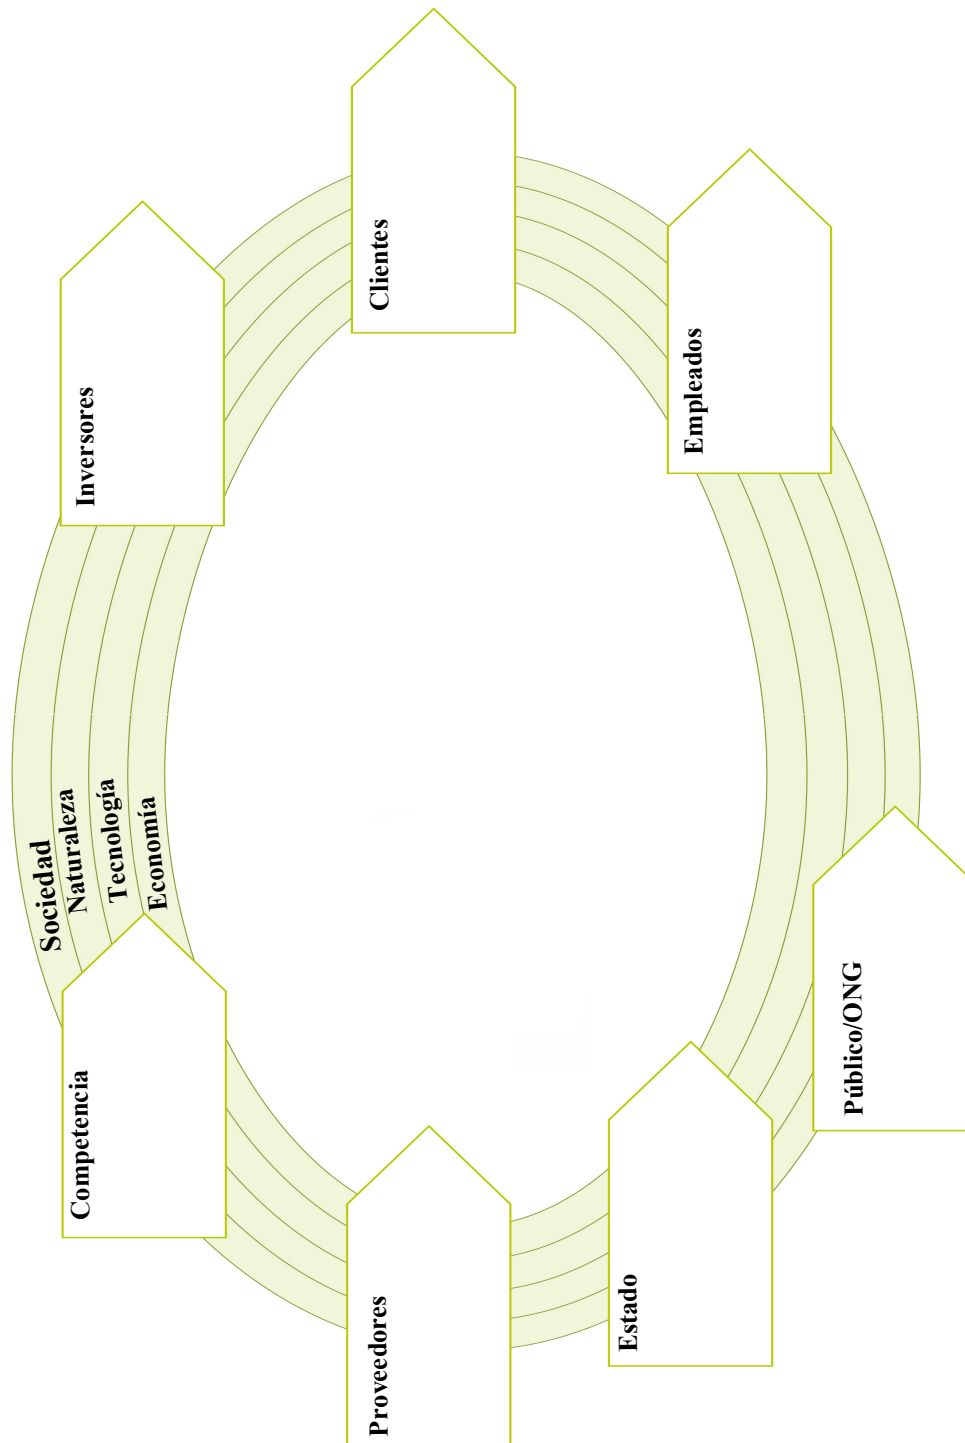 Sociedad
Naturaleza
Tecnología
Economía
Competencia
Inversores
Proveedores
Clientes
Estado
Empleados
Público/ONG